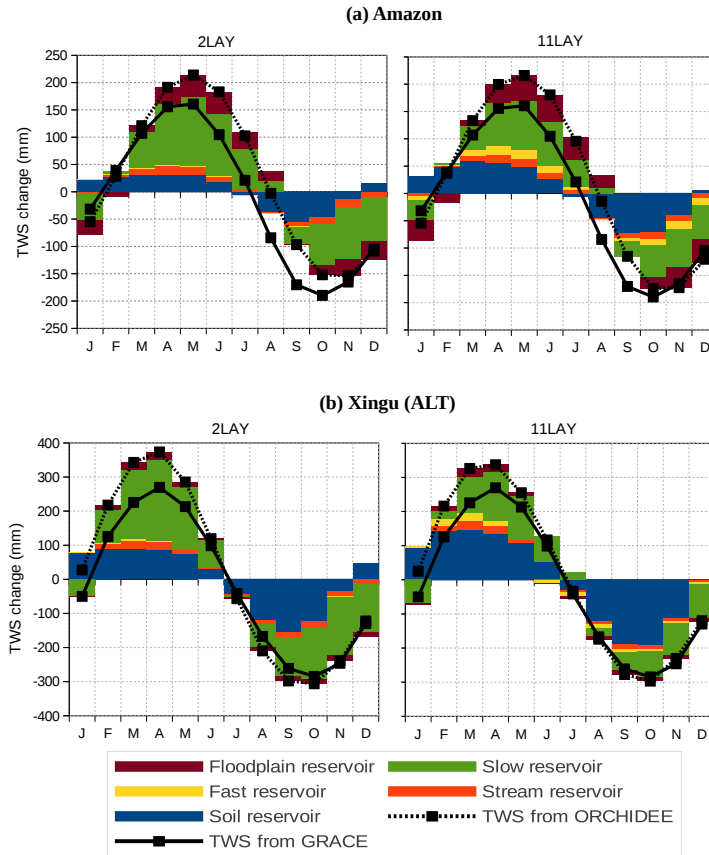 (a) Amazon
2LAY
11LAY
TWS change (mm)
250
200
150
100
50
0
-50
-100
-150
-200
-250
J F M A M J J A S O N D
J F M A M J J A S O N D
(b) Xingu (ALT)
2LAY
11LAY
TWS change (mm)
400
300
200
100
0
-100
-200
-300
-400
J F M A M J J A S O N D
J F M A M J J A S O N D
Floodplain reservoir
Slow reservoir
Fast reservoir
Stream reservoir
Soil reservoir
TWS from ORCHIDEE
TWS from GRACE